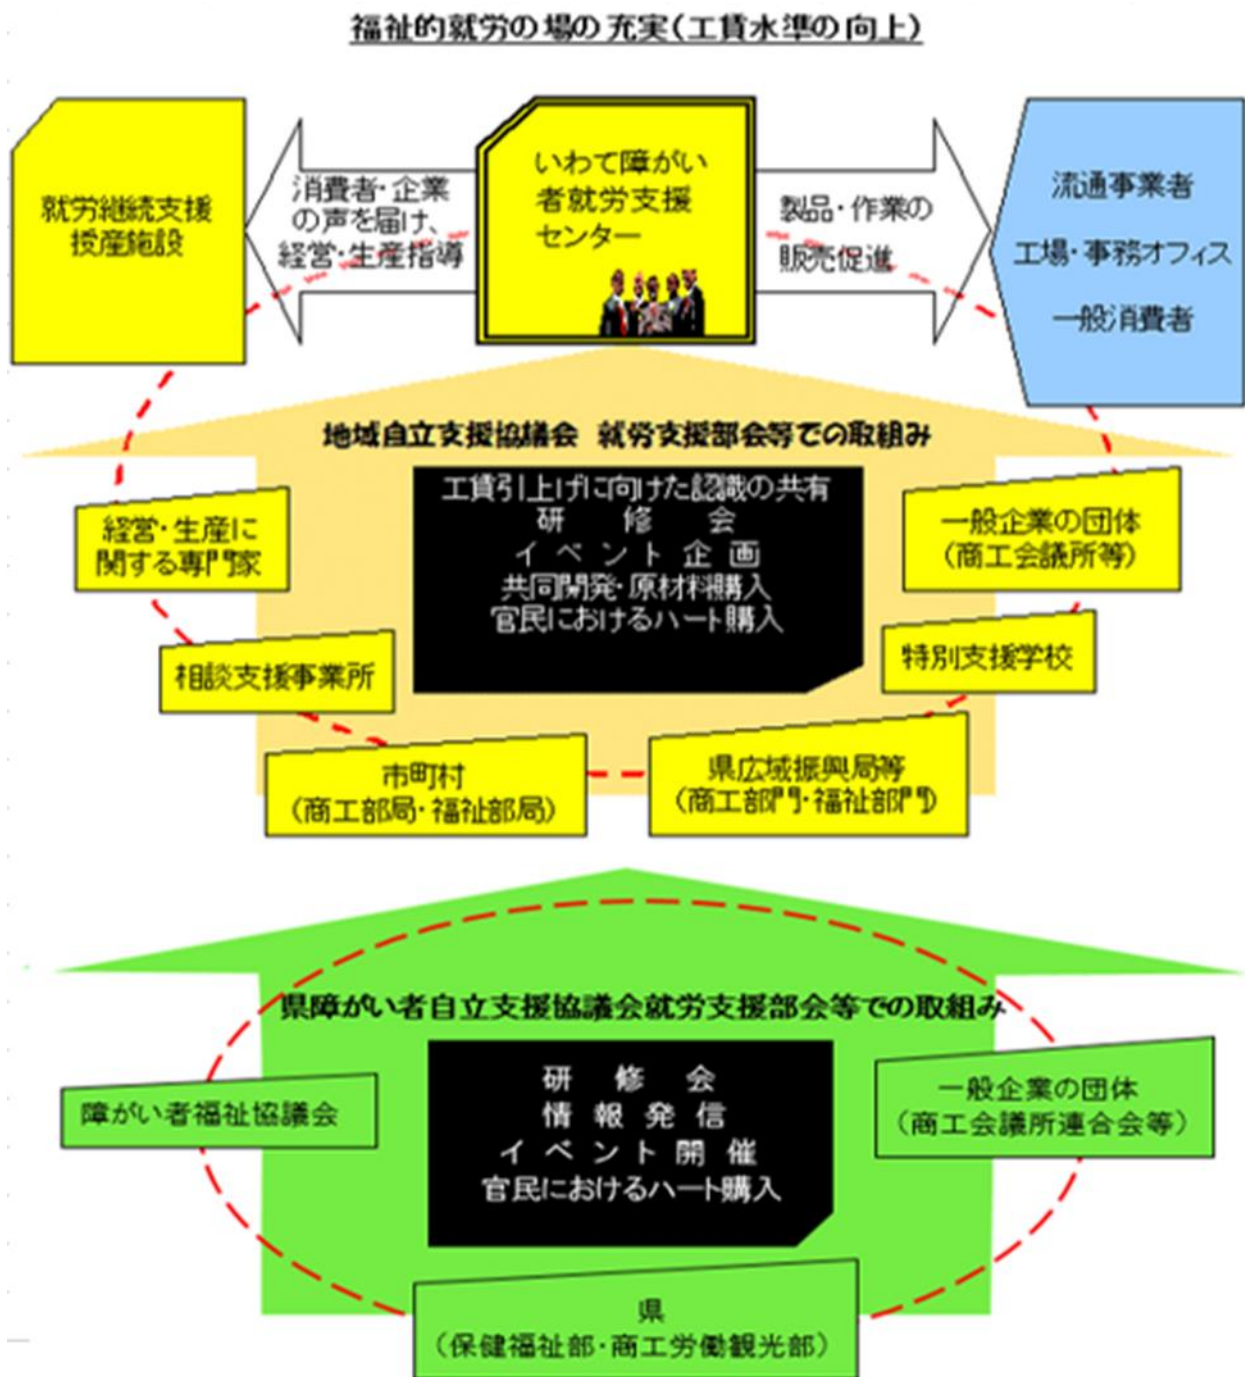 福祉的就労の場の充実(工賃水準の向上)
就労継続支援
授産施設
消費者・企業
の声を届け、
経営・生産指導
いわて障がい
者就労支援
センター
製品・作業の
販売促進
流通事業者
工場・事務オフィス
一般消費者
地域自立支援協議会 就労支援部会等での取組み
工賃引上げに向けた認識の共有
研 修 会
イベント企画
共同開発・原材料購入
官民におけるハート購入
経営・生産に
関する専門家
一般企業の団体
(商工会議所等)
相談支援事業所
特別支援学校
市町村
(商工部局・福祉部局)
県広域振興局等
(商工部門・福祉部門)
県障がい者自立支援協議会就労支援部会等での取組み
研 修 会
情 報 発 信
イベント開催
官民におけるハート購入
障がい者福祉協議会
一般企業の団体
(商工会議所連合会等)
県
(保健福祉部・商工労働観光部)